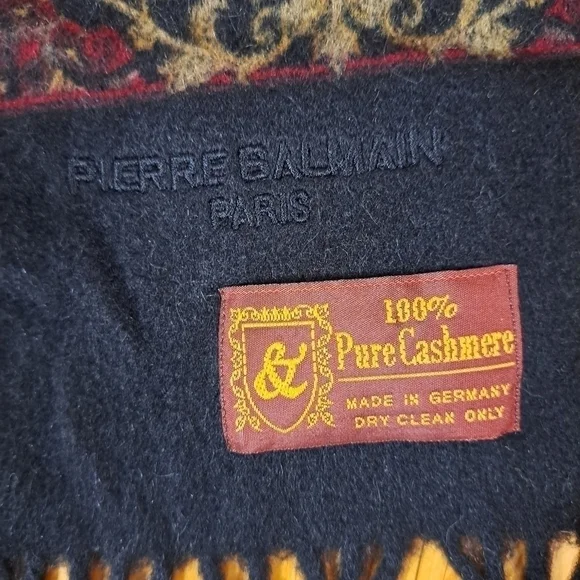 PIERRE BALMAIN
PARIS
&
100%
Pure Cashmere
MADE IN GERMANY
DRY CLEAN ONLY